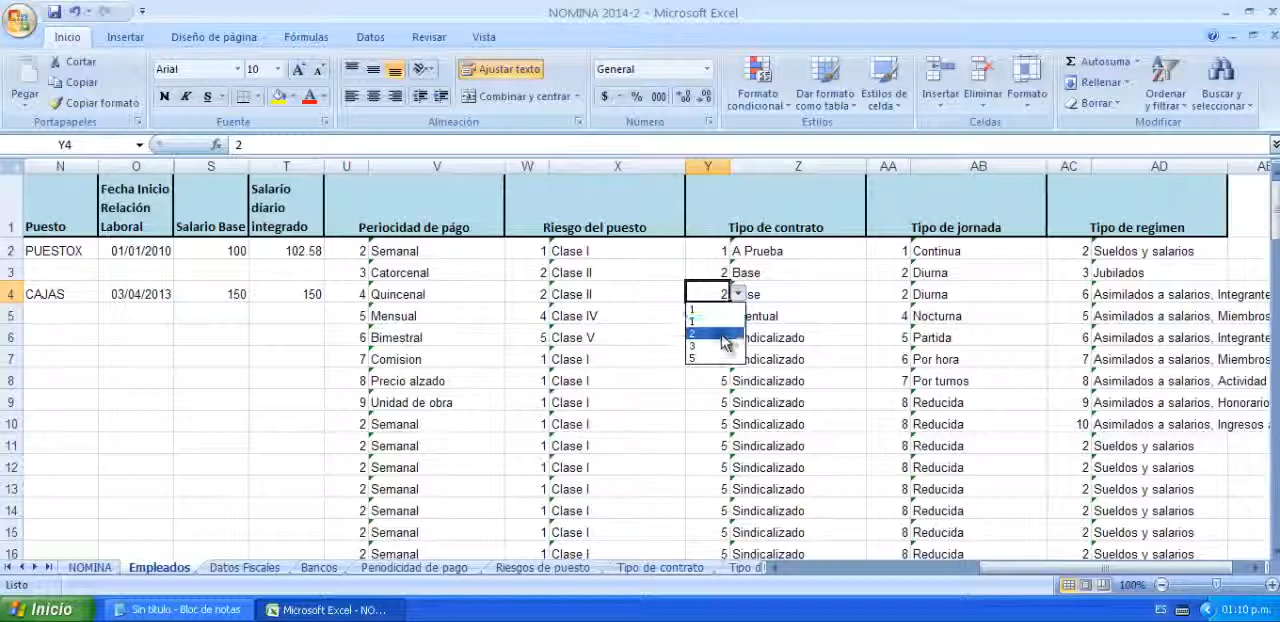 NOMINA 2014-2 - Microsoft Excel
Inicio Insertar Diseño de página Fórmulas Datos Revisar Vista
Pegar Cortar Copiar Copiar formato
Arial 10 Ajustar texto Combinar y centrar General
N K S $ % 000
Formato condicional Dar formato como tabla Estilos de celda
Insertar Eliminar Formato
Autosuma Rellenar Borrar Ordenar y filtrar Buscar y seleccionar
Portapapeles Fuente Alineación Número Estilos Celdas Modificar
Y4 fx 2
N O S T U V W X Y Z AA AB AC AD
1 Puesto Fecha Inicio Relación Laboral Salario Base Salario diario integrado Periocidad de págo Riesgo del puesto Tipo de contrato Tipo de jornada Tipo de regimen
2 PUESTOX 01/01/2010 100 102.58 2 Semanal 1 Clase I 1 A Prueba 1 Continua 2 Sueldos y salarios
3 3 Catorcenal 2 Clase II 2 Base 2 Diurna 3 Jubilados
4 CAJAS 03/04/2013 150 150 4 Quincenal 2 Clase II 2 se 2 Diurna 6 Asimilados a salarios, Integrante
5 5 Mensual 4 Clase IV entual 4 Nocturna 5 Asimilados a salarios, Miembros
6 6 Bimestral 5 Clase V ndicalizado 5 Partida 6 Asimilados a salarios, Integrante
7 7 Comision 1 Clase I ndicalizado 6 Por hora 7 Asimilados a salarios, Miembros
1
1
2
3
5
8 8 Precio alzado 1 Clase I 5 Sindicalizado 7 Por turnos 8 Asimilados a salarios, Actividad
9 9 Unidad de obra 1 Clase I 5 Sindicalizado 8 Reducida 9 Asimilados a salarios, Honorario
10 2 Semanal 1 Clase I 5 Sindicalizado 8 Reducida 10 Asimilados a salarios, Ingresos a
11 2 Semanal 1 Clase I 5 Sindicalizado 8 Reducida 2 Sueldos y salarios
12 2 Semanal 1 Clase I 5 Sindicalizado 8 Reducida 2 Sueldos y salarios
13 2 Semanal 1 Clase I 5 Sindicalizado 8 Reducida 2 Sueldos y salarios
14 2 Semanal 1 Clase I 5 Sindicalizado 8 Reducida 2 Sueldos y salarios
15 2 Semanal 1 Clase I 5 Sindicalizado 8 Reducida 2 Sueldos y salarios
16 2 Semanal 1 Clase I 5 Sindicalizado 8 Reducida 2 Sueldos y salarios
NOMINA Empleados Datos Fiscales Bancos Periodicidad de pago Riesgos de puesto Tipo de contrato Tipo d
Listo 100%
Inicio Sin título - Bloc de notas Microsoft Excel - NO... ES 01:10 p.m.